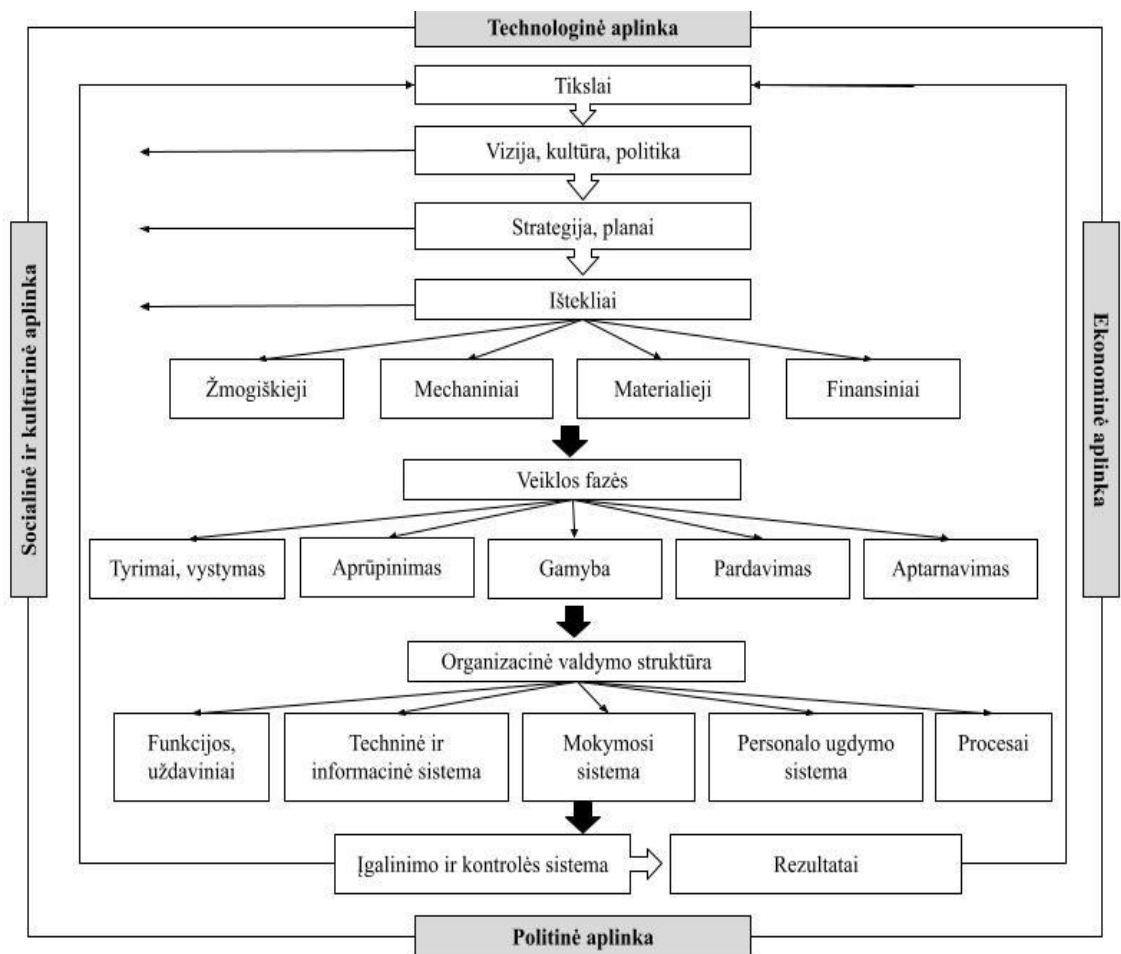 Technologinė aplinka
Tikslai
Vizija, kultūra, politika
Strategija, planai
Ištekliai
Socialinė ir kultūrinė aplinka
Ekonominė aplinka
Žmogiškieji
Mechaniniai
Materialieji
Finansiniai
Veiklos fazės
Tyrimai, vystymas
Aprūpinimas
Gamyba
Pardavimas
Aptarnavimas
Organizacinė valdymo struktūra
Funkcijos,
uždaviniai
Techninė ir
informacinė sistema
Mokymosi
sistema
Personalo ugdymo
sistema
Procesai
Įgalinimo ir kontrolės sistema
Rezultatai
Politinė aplinka